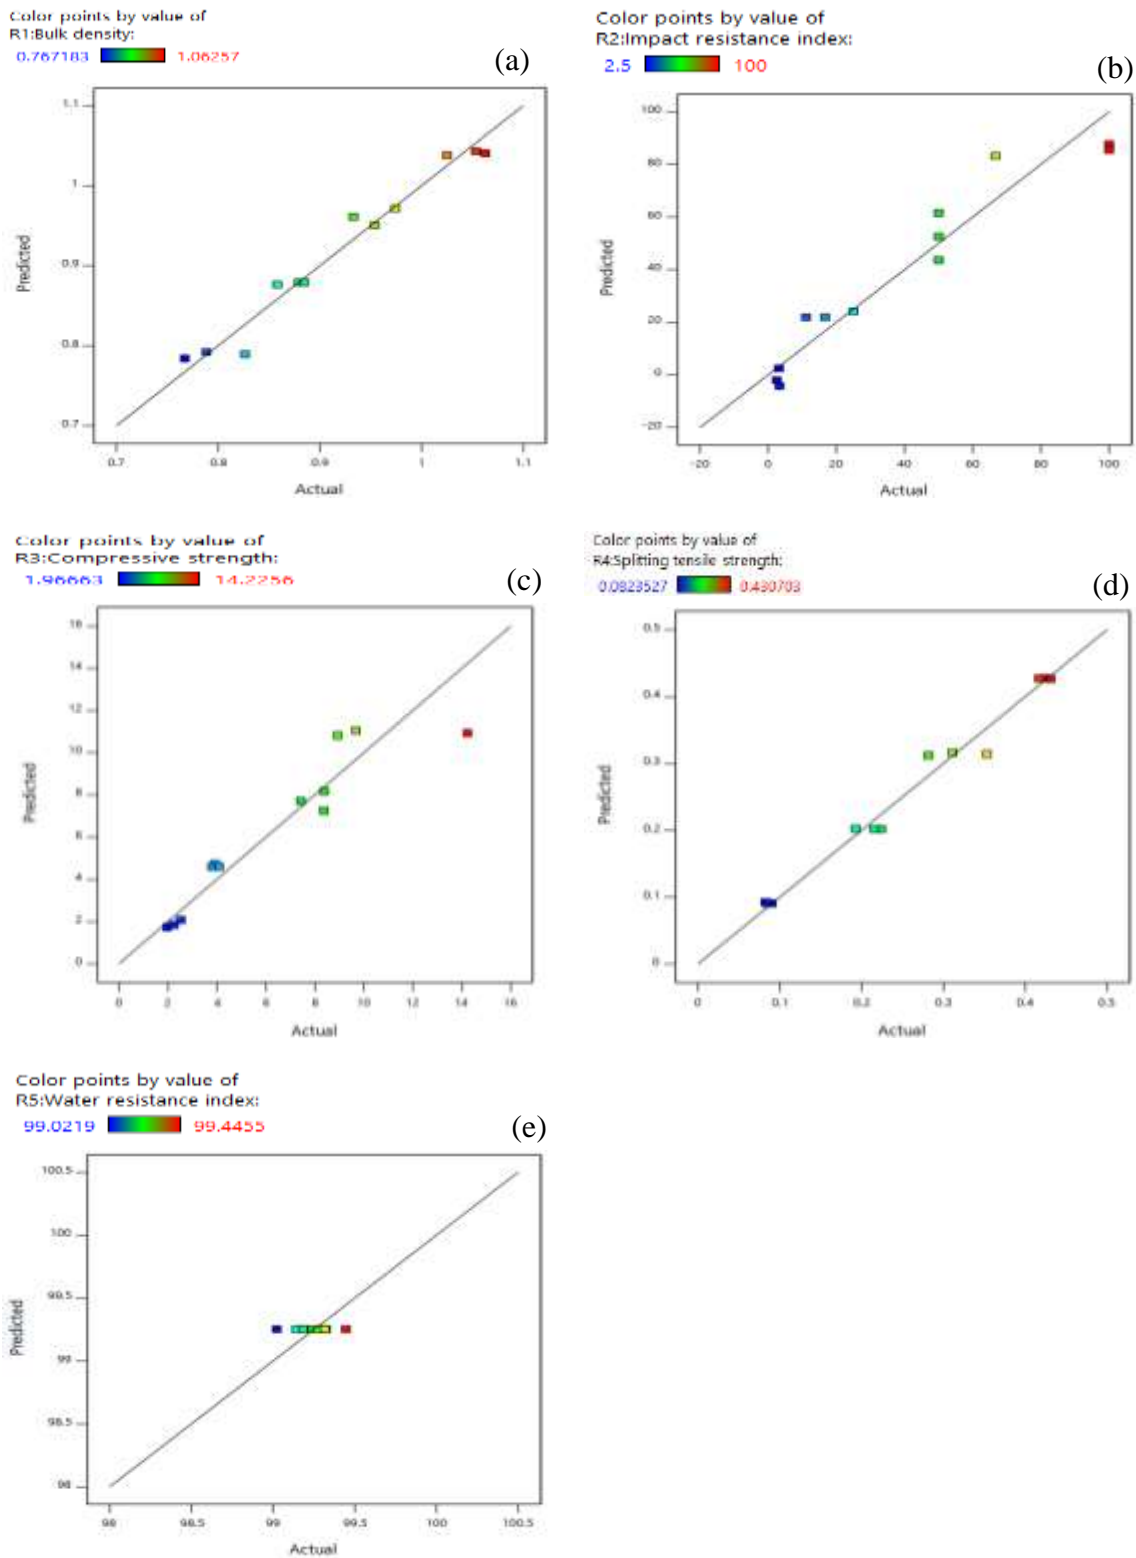 Color points by value of
R1:Bulk density:
0.767183 1.06257
(a)
1.1
1
0.9
0.8
0.7
Predicted
0.7 0.8 0.9 1 1.1
Actual
Color points by value of
R2:Impact resistance index:
2.5 100
(b)
100
80
60
40
20
0
-20
Predicted
-20 0 20 40 60 80 100
Actual
Color points by value of
R3:Compressive strength:
1.96663 14.2256
(c)
16
14
12
10
8
6
4
2
0
Predicted
0 2 4 6 8 10 12 14 16
Actual
Color points by value of
R4:Splitting tensile strength:
0.0823527 0.430703
(d)
0.5
0.4
0.3
0.2
0.1
0
Predicted
0 0.1 0.2 0.3 0.4 0.5
Actual
Color points by value of
R5:Water resistance index:
99.0219 99.4455
(e)
100.5
100
99.5
99
98.5
98
Predicted
98 98.5 99 99.5 100 100.5
Actual